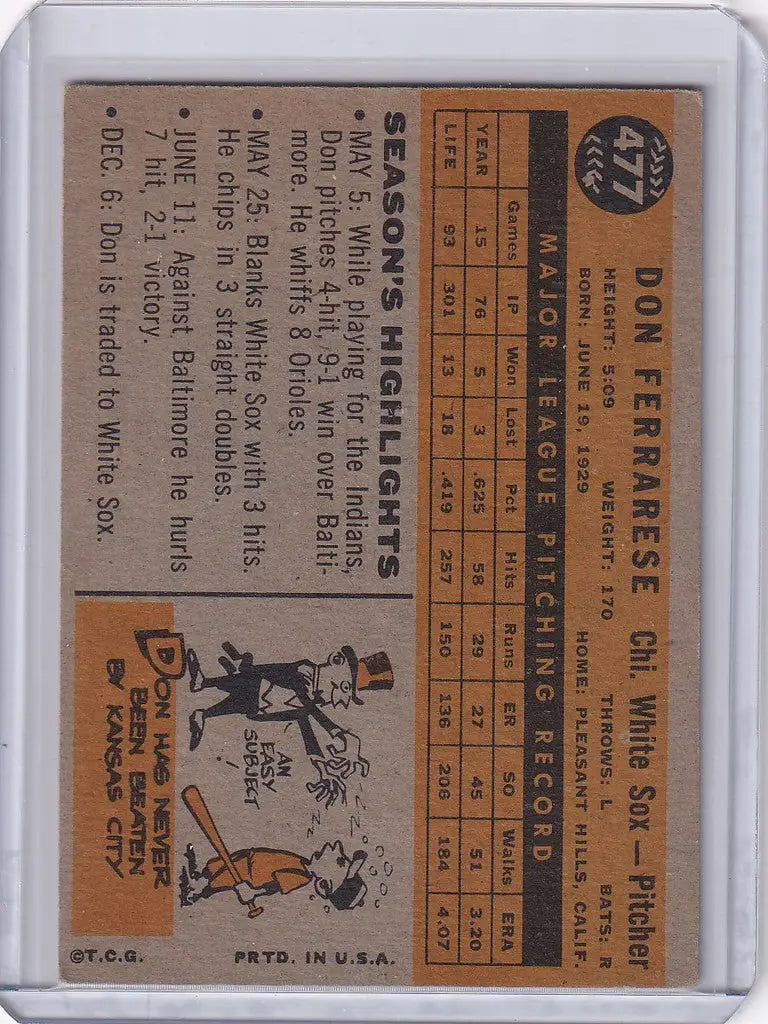 477
DON FERRARESE Chi. White Sox — Pitcher
HEIGHT: 5:09 WEIGHT: 170 THROWS: L BATS: R
BORN: JUNE 19, 1929 HOME: PLEASANT HILLS, CALIF.
MAJOR LEAGUE PITCHING RECORD
Games IP Won Lost Pct Hits Runs ER SO Walks ERA
YEAR 15 76 5 3 .625 58 29 27 45 51 3.20
LIFE 93 301 13 18 .419 257 150 136 206 184 4.07
SEASON'S HIGHLIGHTS
• MAY 5: While playing for the Indians,
Don pitches 4-hit, 9-1 win over Balti-
more. He whiffs 8 Orioles.
• MAY 25: Blanks White Sox with 3 hits.
He chips in 3 straight doubles.
• JUNE 11: Against Baltimore he hurls
7 hit, 2-1 victory.
• DEC. 6: Don is traded to White Sox.
AN
EASY
SUBJECT
!
ZZZ
ZZ
DON HAS NEVER
BEEN BEATEN
BY KANSAS CITY
©T.C.G. PRTD. IN U.S.A.